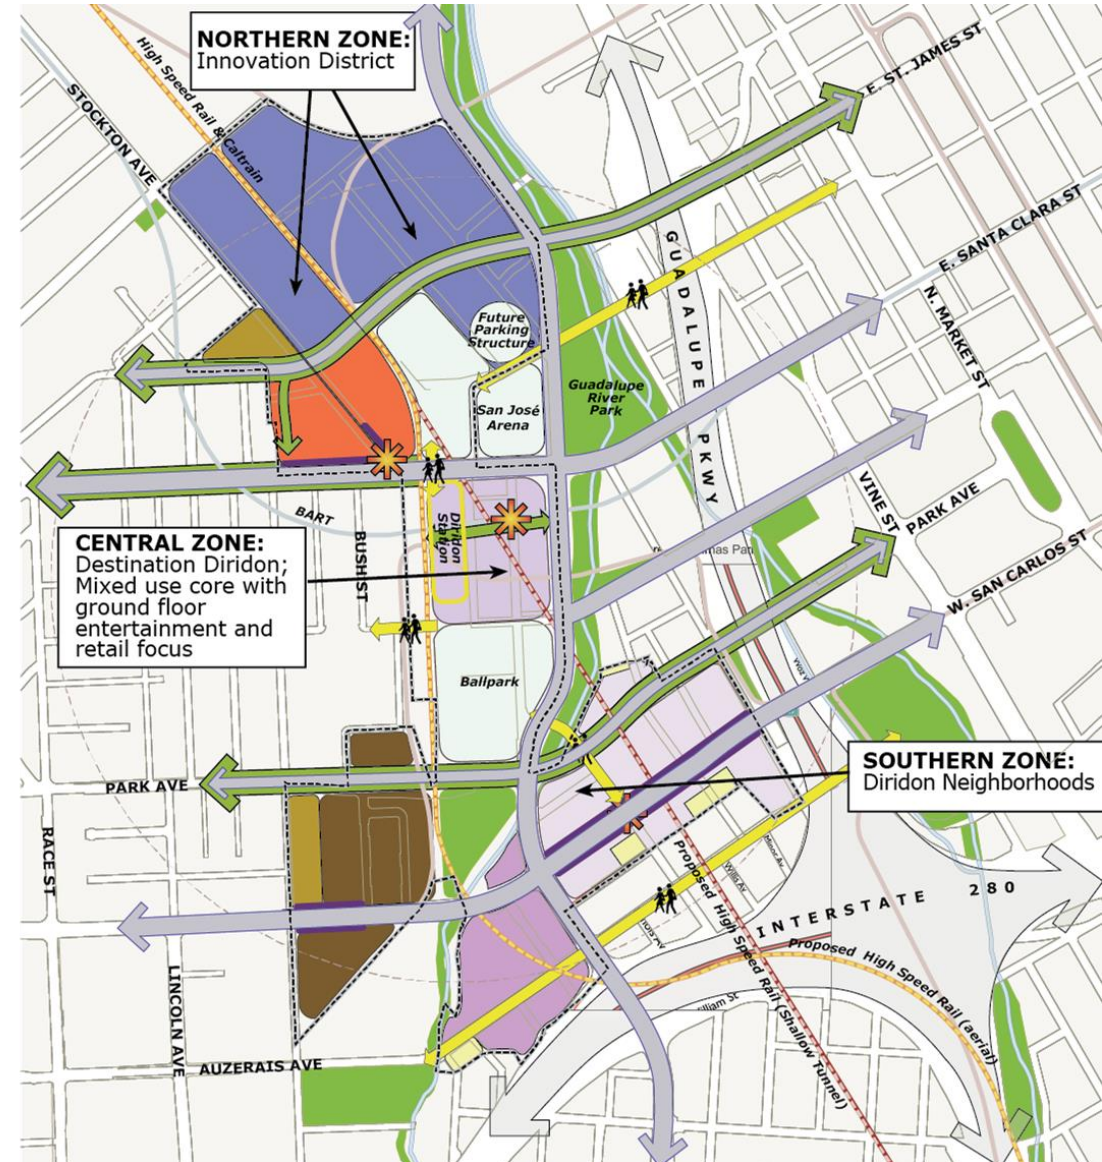 NORTHERN ZONE:
Innovation District
High Speed Rail & Caltrain
STOCKTON AVE
E. ST. JAMES ST
E. SANTA CLARA ST
GUADALUPE PKWY
N. MARKET ST
Future
Parking
Structure
San José
Arena
Guadalupe
River
Park
BART
Diridon
Station
CENTRAL ZONE:
Destination Diridon;
Mixed use core with
ground floor
entertainment and
retail focus
BUSH ST
VINE ST
PARK AVE
W. SAN CARLOS ST
Ballpark
SOUTHERN ZONE:
Diridon Neighborhoods
PARK AVE
RACE ST
Minor Av
Willis Av
INTERSTATE 280
Proposed High Speed Rail (Shallow Tunnel)
Proposed High Speed Rail (aerial)
LINCOLN AVE
AUZERAIS AVE